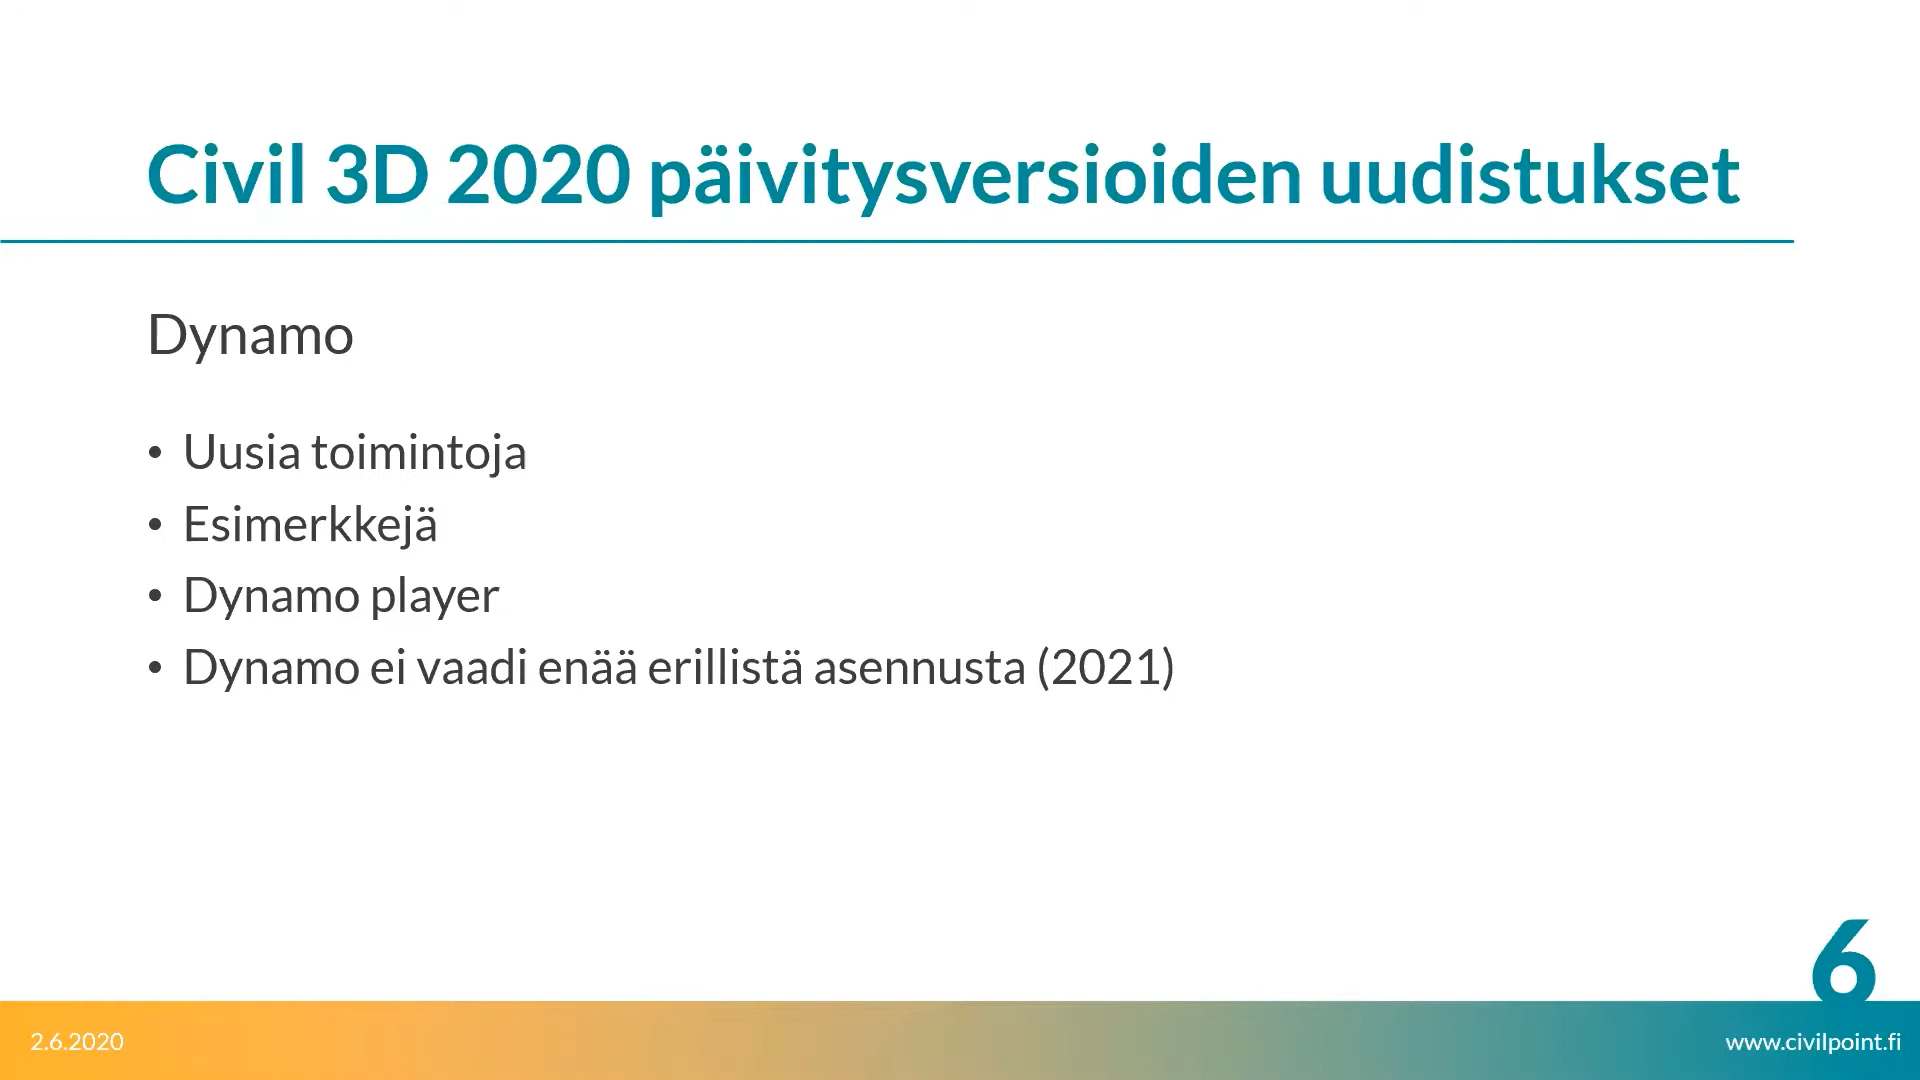 Civil 3D 2020 päivitysversioiden uudistukset
Dynamo
• Uusia toimintoja
• Esimerkkejä
• Dynamo player
• Dynamo ei vaadi enää erillistä asennusta (2021)
6
2.6.2020
www.civilpoint.fi